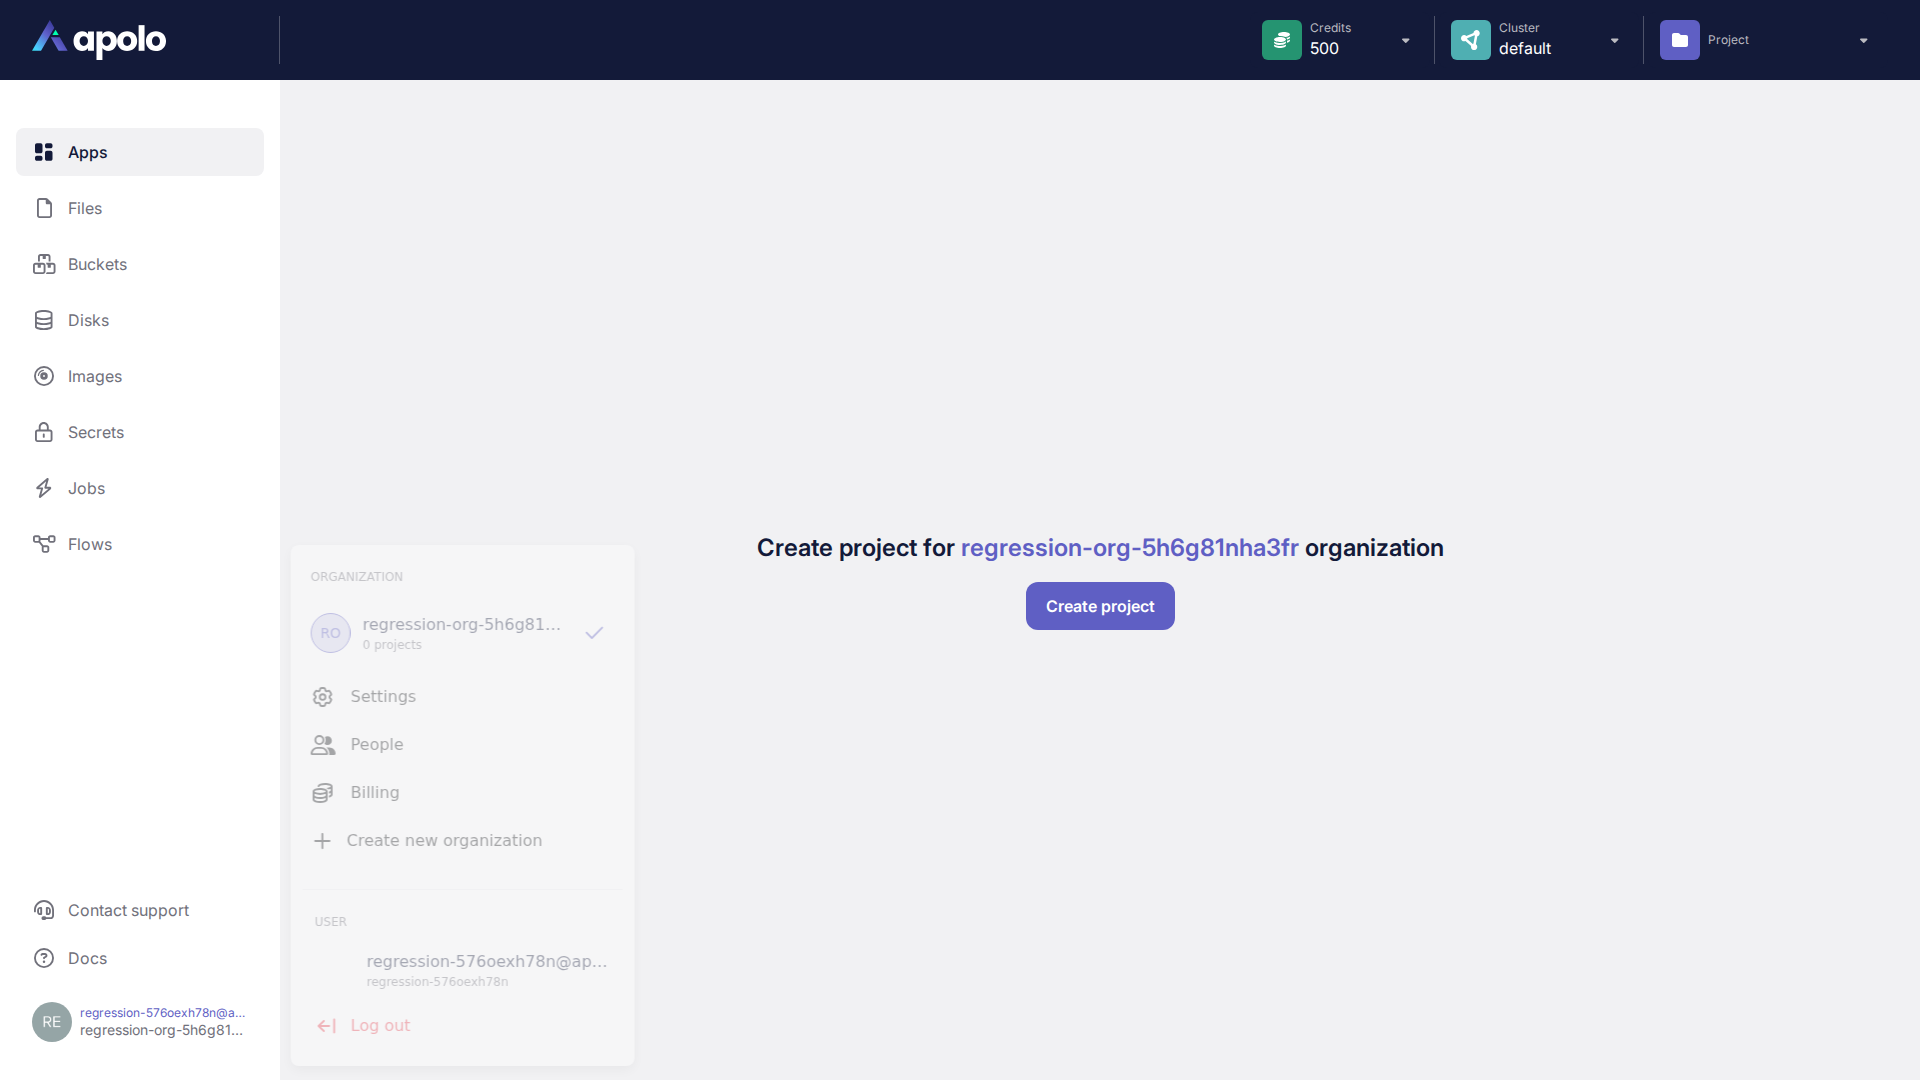 apolo
Credits
500
Cluster
default
Project
Apps
Files
Buckets
Disks
Images
Secrets
Jobs
Flows
Contact support
Docs
RE
regression-576oexh78n@a...
regression-org-5h6g81...
ORGANIZATION
RO
regression-org-5h6g81...
0 projects
Settings
People
Billing
Create new organization
USER
regression-576oexh78n@ap...
regression-576oexh78n
Log out
Create project for regression-org-5h6g81nha3fr organization
Create project